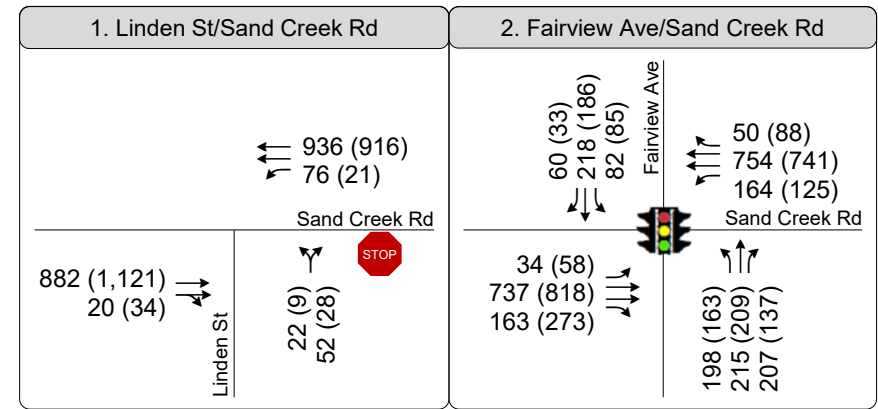 1. Linden St/Sand Creek Rd
936 (916)
76 (21)
Sand Creek Rd
STOP
882 (1,121)
20 (34)
Linden St
22 (9)
52 (28)
2. Fairview Ave/Sand Creek Rd
60 (33)
218 (186)
82 (85)
Fairview Ave
50 (88)
754 (741)
164 (125)
Sand Creek Rd
34 (58)
737 (818)
163 (273)
198 (163)
215 (209)
207 (137)